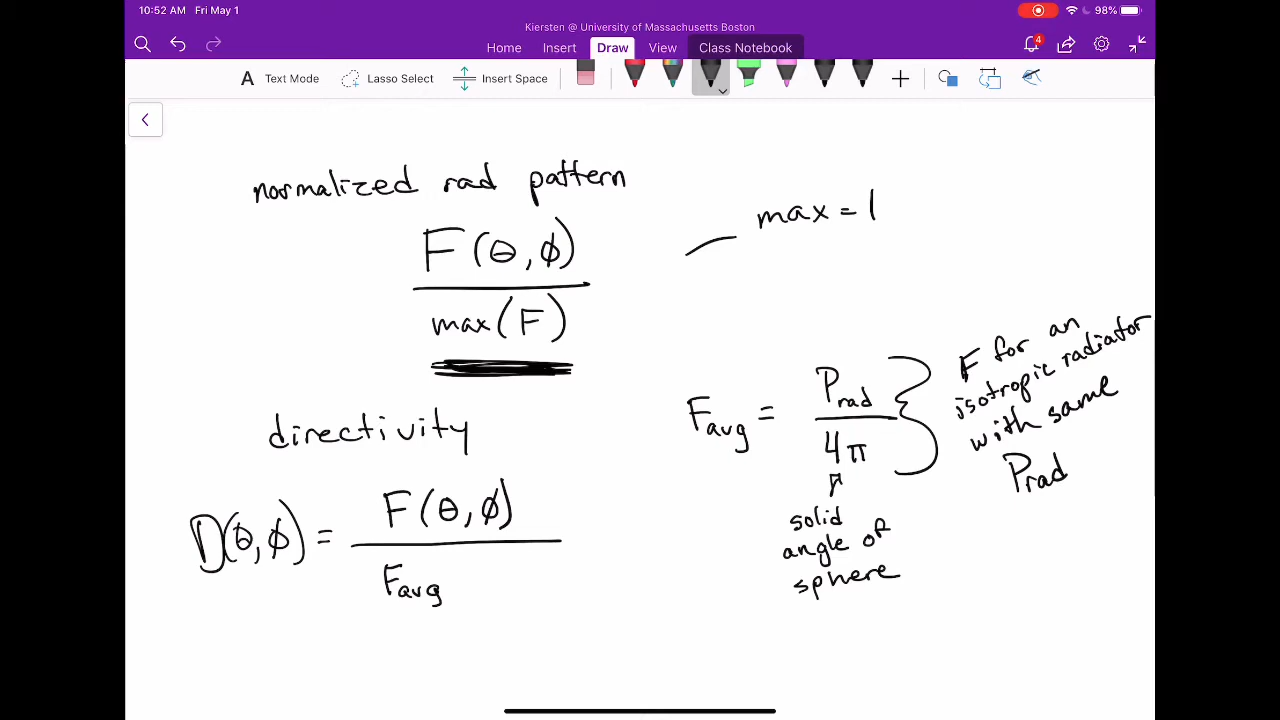 10:52 AM Fri May 1
98%
Kiersten @ University of Massachusetts Boston
Home Insert Draw View Class Notebook
4
A Text Mode Lasso Select Insert Space
normalized rad pattern
F(θ,ϕ)
max(F)
max = 1
directivity
D(θ,ϕ) = F(θ,ϕ)
Favg
Favg = Prad
4π
solid
angle of
sphere
F for an
isotropic radiator
with same
Prad